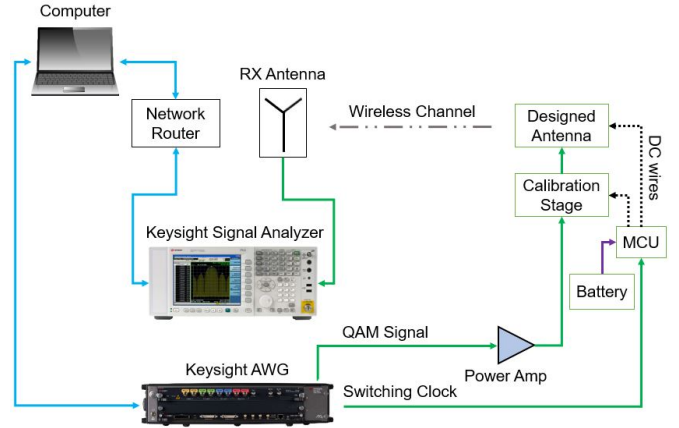 Computer
RX Antenna
Network
Router
Wireless Channel
Designed
Antenna
DC wires
Calibration
Stage
Keysight Signal Analyzer
MCU
Battery
QAM Signal
Power Amp
Keysight AWG
Switching Clock